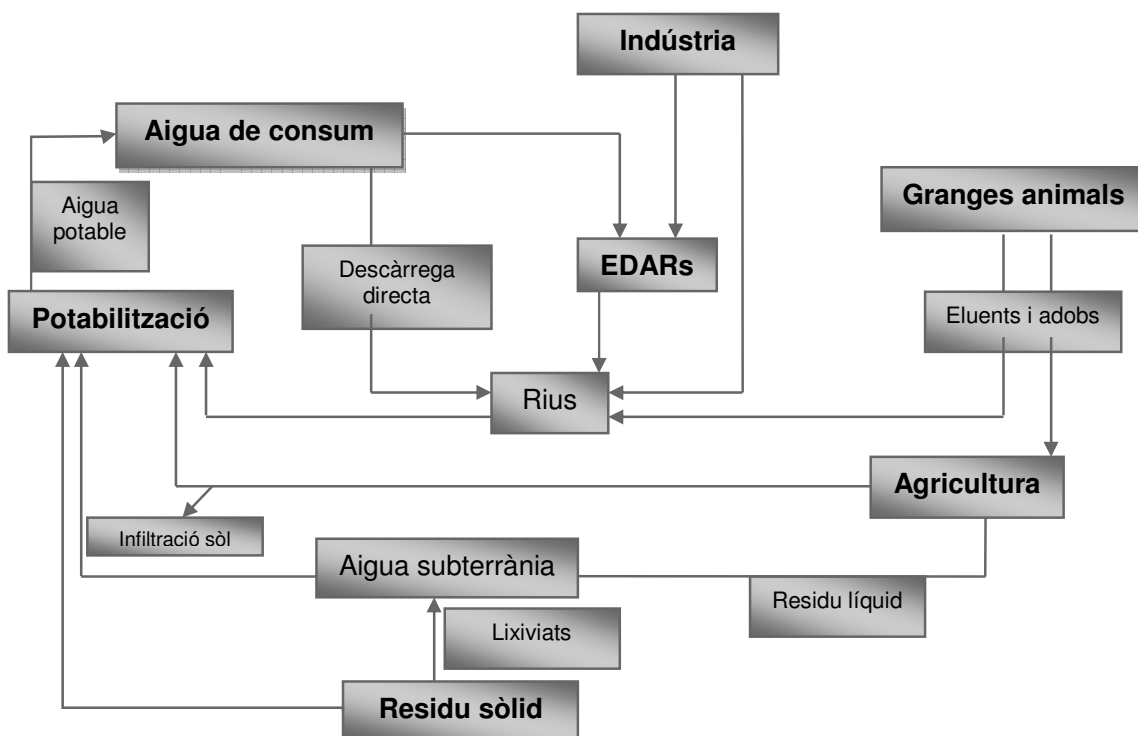 Indústria
Aigua de consum
Granges animals
Aigua
potable
Descàrrega
directa
EDARs
Potabilització
Eluents i adobs
Rius
Agricultura
Infiltració sòl
Aigua subterrània
Residu líquid
Lixiviats
Residu sòlid